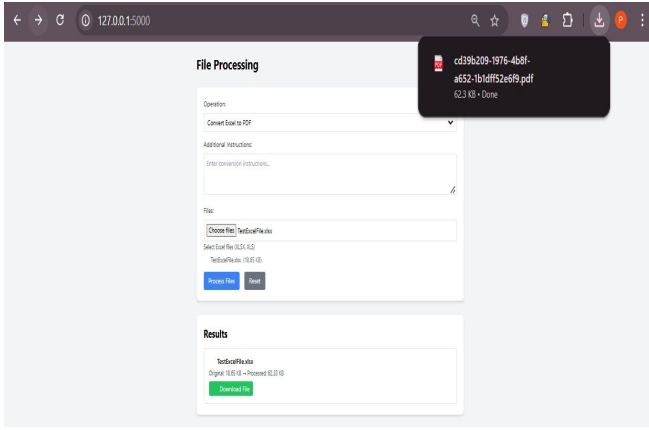 127.0.0.1:5000
P
PDF
cd39b209-1976-4b8f-
a652-1b1dff52e6f9.pdf
62.3 KB • Done
File Processing
Operation:
Convert Excel to PDF
Additional Instructions:
Enter conversion instructions...
Files:
Choose files TestExcelFile.xlsx
Select Excel files (XLSX, XLS)
TestExcelFile.xlsx (18.65 KB)
Process Files Reset
Results
TestExcelFile.xlsx
Original: 18.65 KB → Processed: 62.33 KB
Download File